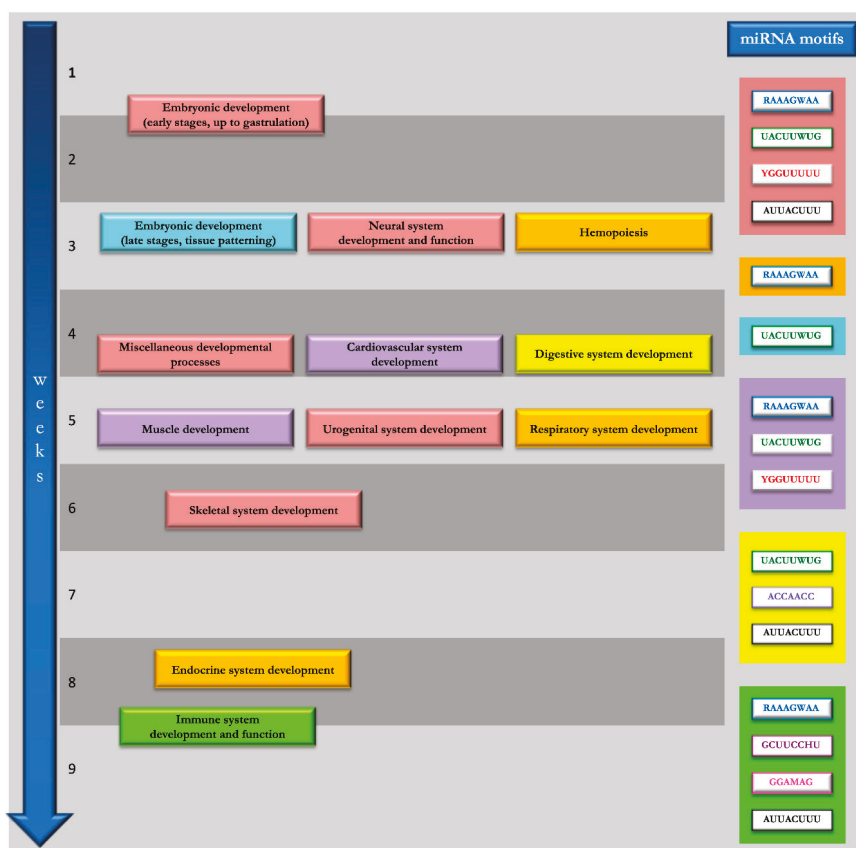 miRNA motifs
1
Embryonic development
(early stages, up to gastrulation)
2
3
Embryonic development
(late stages, tissue patterning)
Neural system
development and function
Hemopoiesis
4
Miscellaneous developmental
processes
Cardiovascular system
development
Digestive system development
5
Muscle development
Urogenital system development
Respiratory system development
6
Skeletal system development
7
8
Endocrine system development
Immune system
development and function
9
weeks
RAAAGWAA
UACUUWUG
YGGUUUUU
AUUACUUU
RAAAGWAA
UACUUWUG
RAAAGWAA
UACUUWUG
YGGUUUUU
UACUUWUG
ACCAACC
AUUACUUU
RAAAGWAA
GCUUCCHU
GGAMAG
AUUACUUU